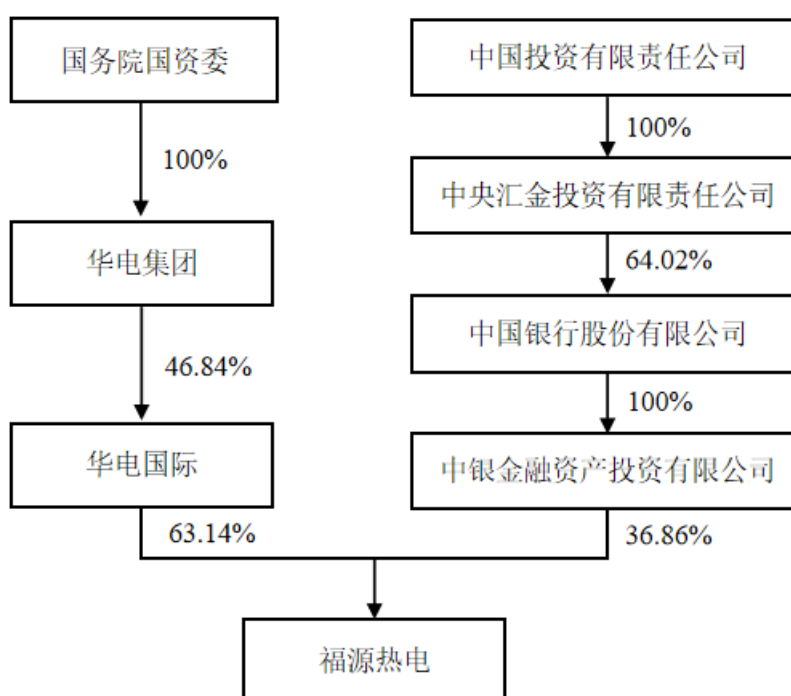 国务院国资委
中国投资有限责任公司
100%
100%
中央汇金投资有限责任公司
华电集团
64.02%
中国银行股份有限公司
46.84%
100%
华电国际
中银金融资产投资有限公司
63.14%
36.86%
福源热电